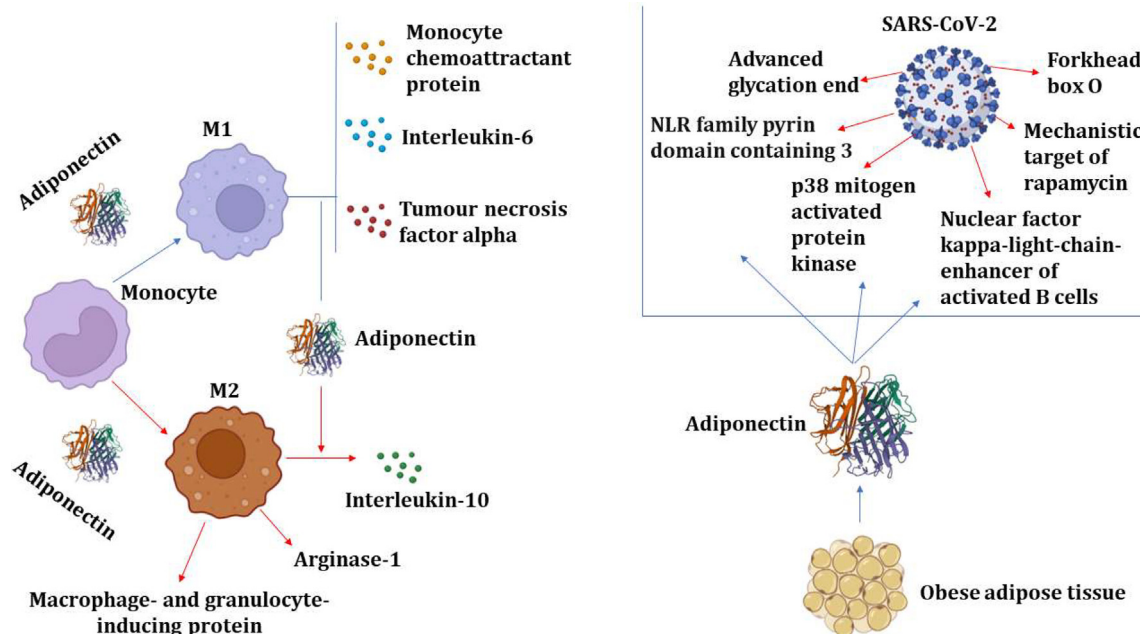 Monocyte
chemoattractant
protein
M1
Interleukin-6
Adiponectin
Tumour necrosis
factor alpha
Monocyte
Adiponectin
M2
Adiponectin
Interleukin-10
Arginase-1
Macrophage- and granulocyte-
inducing protein
SARS-CoV-2
Advanced
glycation end
Forkhead
box O
NLR family pyrin
domain containing 3
Mechanistic
target of
rapamycin
p38 mitogen
activated
protein
kinase
Nuclear factor
kappa-light-chain-
enhancer of
activated B cells
Adiponectin
Obese adipose tissue